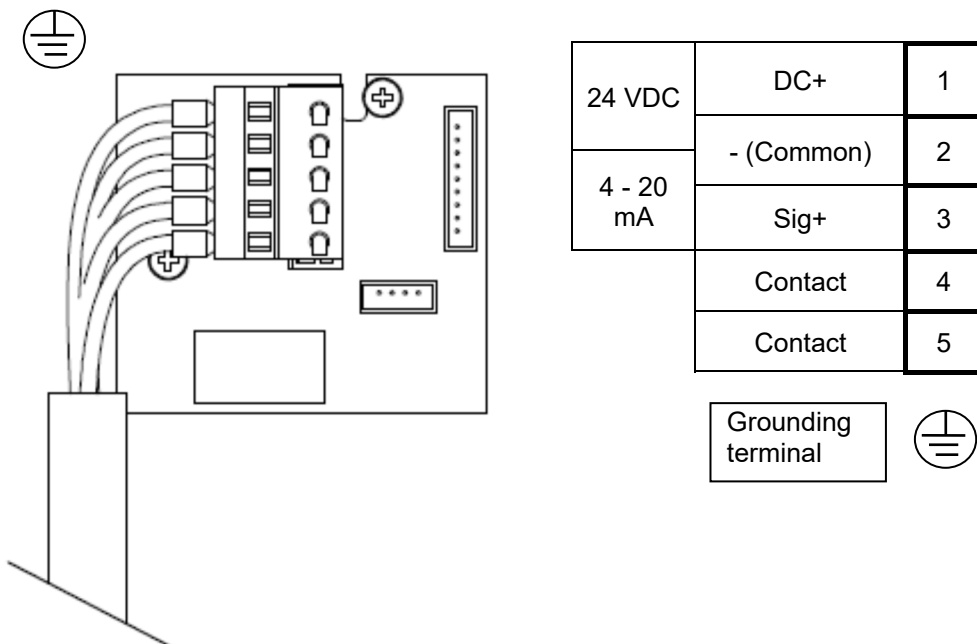 24 VDC
DC+
1
- (Common)
2
4 - 20
mA
Sig+
3
Contact
4
Contact
5
Grounding
terminal